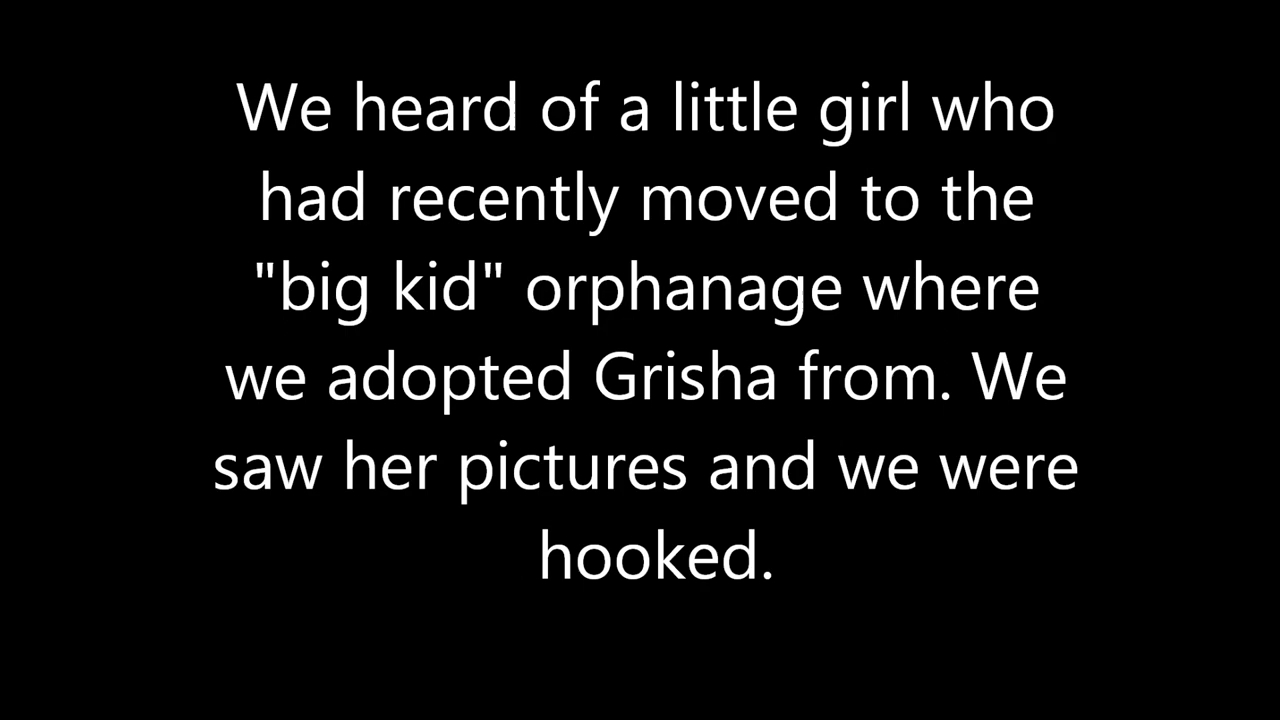 We heard of a little girl who
had recently moved to the
"big kid" orphanage where
we adopted Grisha from. We
saw her pictures and we were
hooked.